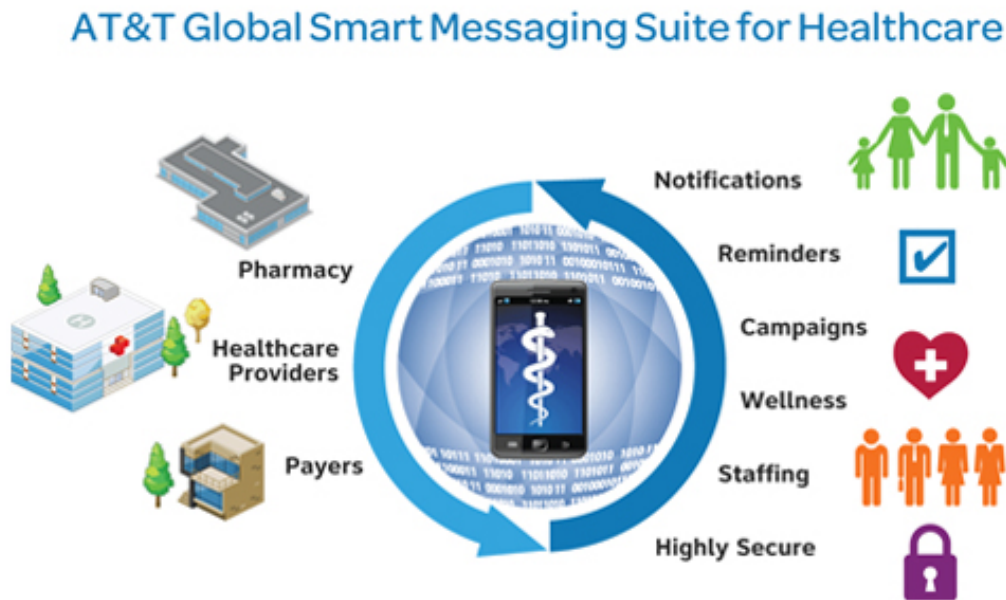 AT&T Global Smart Messaging Suite for Healthcare
Pharmacy
Healthcare
Providers
Payers
Notifications
Reminders
Campaigns
Wellness
Staffing
Highly Secure